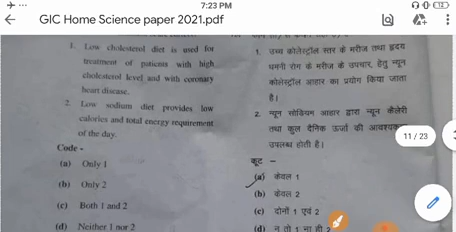 7:23 PM
GIC Home Science paper 2021.pdf
1. Low cholesterol diet is used for
treatment of patients with high
cholesterol level and with coronary
heart disease.
2. Low sodium diet provides low
calories and total energy requirement
of the day.
Code -
(a) Only 1
(b) Only 2
(c) Both 1 and 2
(d) Neither 1 nor 2
1. उच्च कोलेस्ट्रॉल स्तर के मरीज तथा हृदय
धमनी रोग के मरीज के उपचार, हेतु न्यून
कोलेस्ट्रॉल आहार का प्रयोग किया जाता
है।
2. न्यून सोडियम आहार द्वारा न्यून कैलोरी
तथा कुल दैनिक ऊर्जा की
उपलब्ध होती है।
11 / 23
कूट –
(a) केवल 1
(b) केवल 2
(c) दोनों 1 एवं 2
(d) न तो 1 ना ही 2